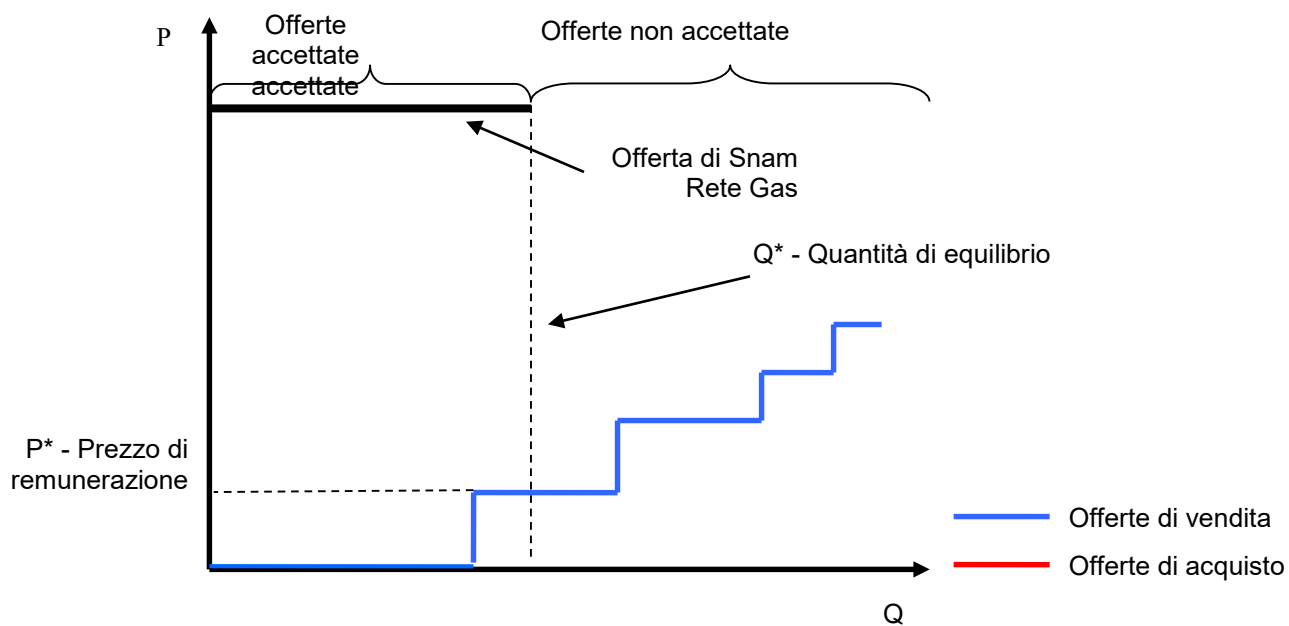 P
Offerte
accettate
accettate
Offerte non accettate
Offerta di Snam
Rete Gas
Q* - Quantità di equilibrio
P* - Prezzo di
remunerazione
Offerte di vendita
Offerte di acquisto
Q